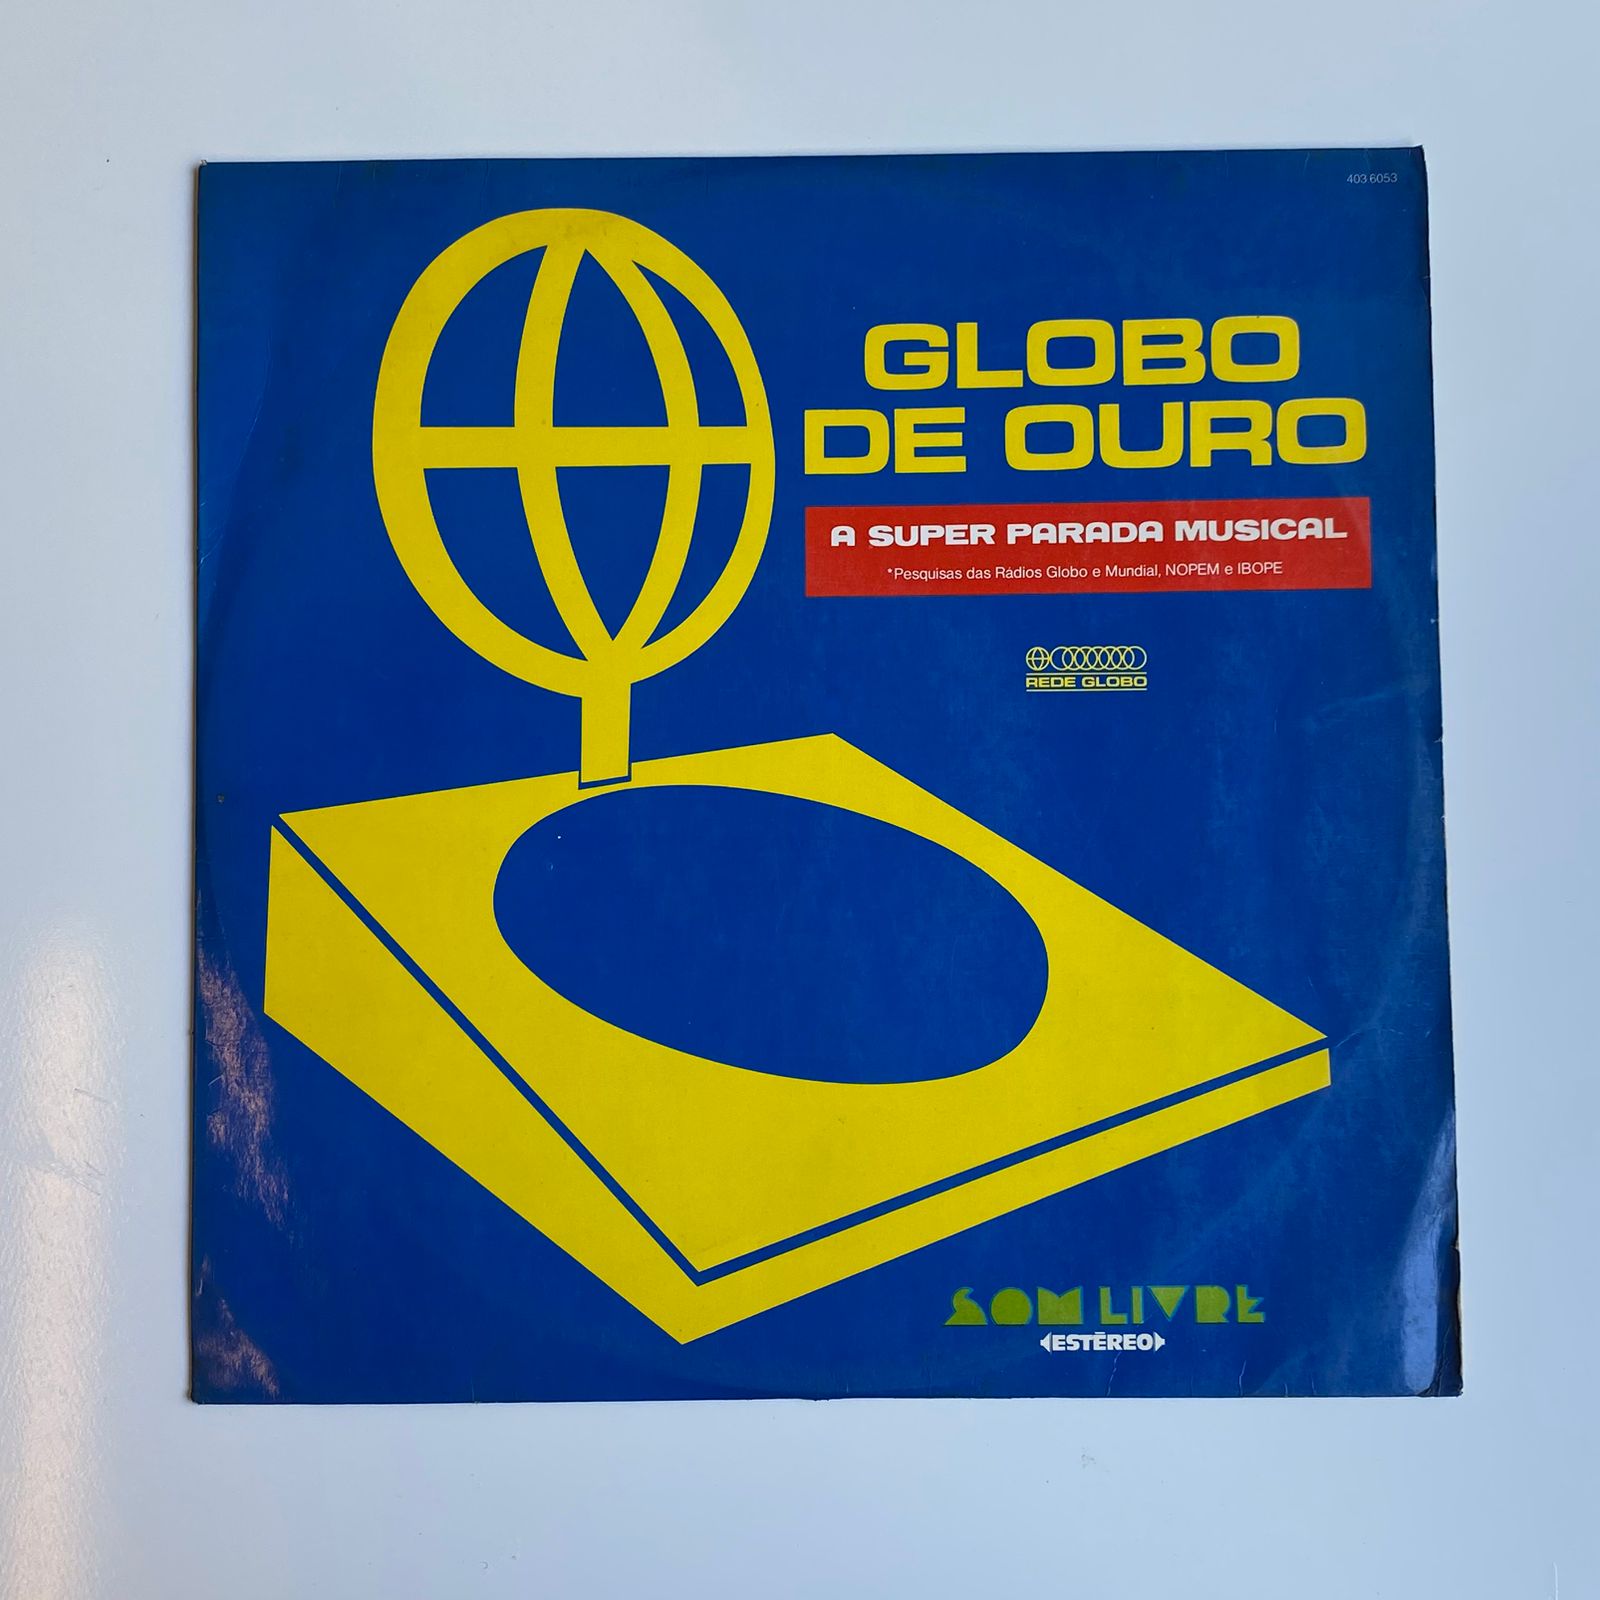 403 6053
GLOBO
DE OURO
A SUPER PARADA MUSICAL
*Pesquisas das Rádios Globo e Mundial, NOPEM e IBOPE
REDE GLOBO
SOM LIVRE
ESTÉREO